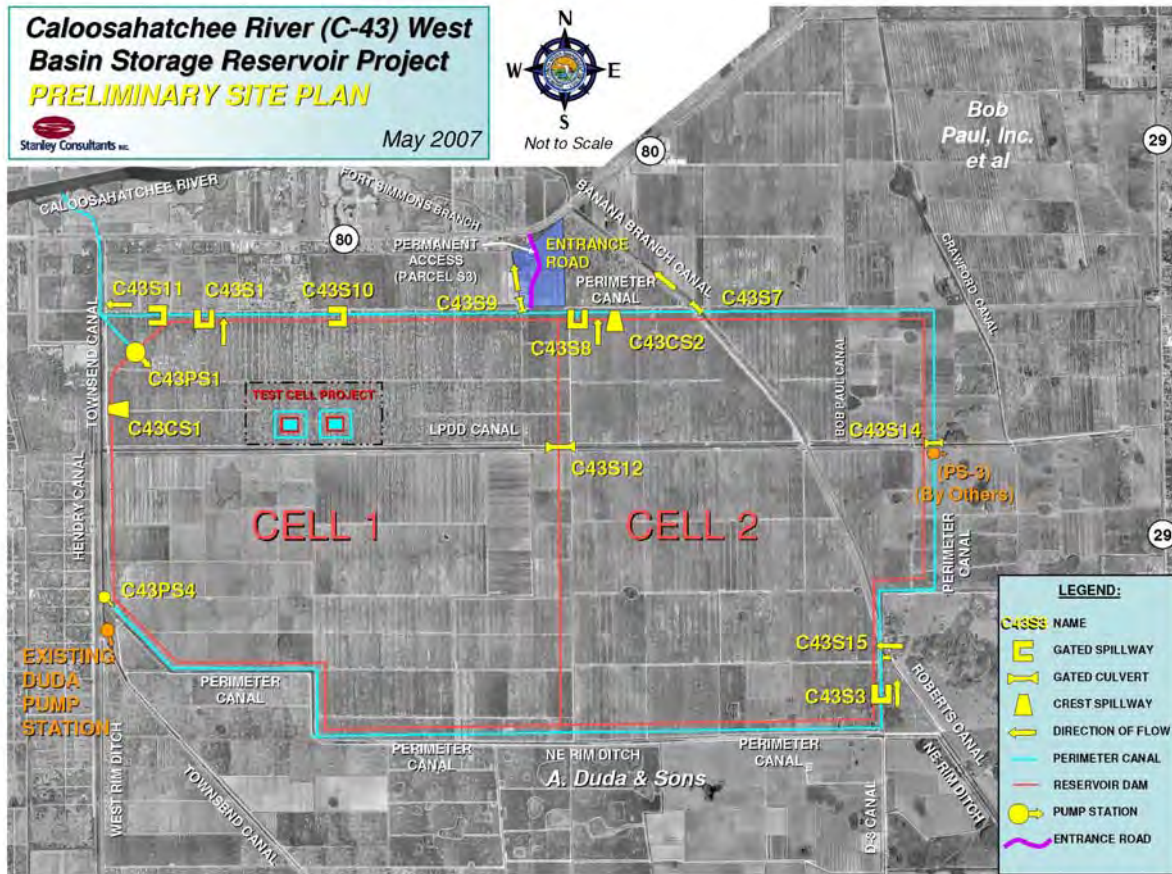 Caloosahatchee River (C-43) West
Basin Storage Reservoir Project
PRELIMINARY SITE PLAN
Stanley Consultants INC.
May 2007
N
W
E
S
Not to Scale
80
Bob
Paul, Inc.
et al
29
CALOOSAHATCHEE RIVER
FORT SIMMONS BRANCH
BANANA BRANCH CANAL
80
PERMANENT
ACCESS
(PARCEL S3)
ENTRANCE
ROAD
PERIMETER
CANAL
CRAWFORD CANAL
TOWNSEND CANAL
C43S11
C43S1
C43S10
C43S9
C43S8
C43CS2
C43S7
C43PS1
C43CS1
TEST CELL PROJECT
LPDD CANAL
BOB PAUL CANAL
C43S14
C43S12
(PS-3)
(By Others)
HENDRY CANAL
CELL 1
CELL 2
29
PERIMETER
CANAL
C43PS4
EXISTING
DUDA
PUMP
STATION
PERIMETER
CANAL
C43S15
C43S3
ROBERTS CANAL
WEST RIM DITCH
TOWNSEND CANAL
PERIMETER
CANAL
NE RIM DITCH
PERIMETER
CANAL
A. Duda & Sons
D-3 CANAL
NE RIM DITCH
LEGEND:
C43S3 NAME
GATED SPILLWAY
GATED CULVERT
CREST SPILLWAY
DIRECTION OF FLOW
PERIMETER CANAL
RESERVOIR DAM
PUMP STATION
ENTRANCE ROAD